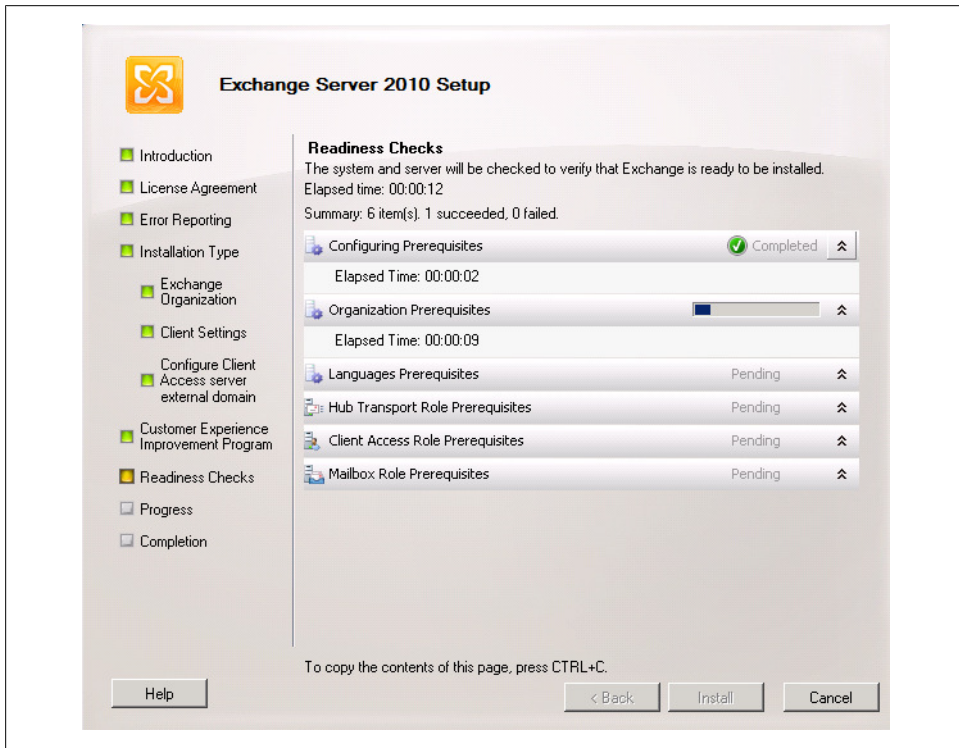 Exchange Server 2010 Setup
Introduction
License Agreement
Error Reporting
Installation Type
Exchange
Organization
Client Settings
Configure Client
Access server
external domain
Customer Experience
Improvement Program
Readiness Checks
Progress
Completion
Readiness Checks
The system and server will be checked to verify that Exchange is ready to be installed.
Elapsed time: 00:00:12
Summary: 6 item(s). 1 succeeded, 0 failed.
Configuring Prerequisites Completed
Elapsed Time: 00:00:02
Organization Prerequisites
Elapsed Time: 00:00:09
Languages Prerequisites Pending
Hub Transport Role Prerequisites Pending
Client Access Role Prerequisites Pending
Mailbox Role Prerequisites Pending
To copy the contents of this page, press CTRL+C.
Help < Back Install Cancel